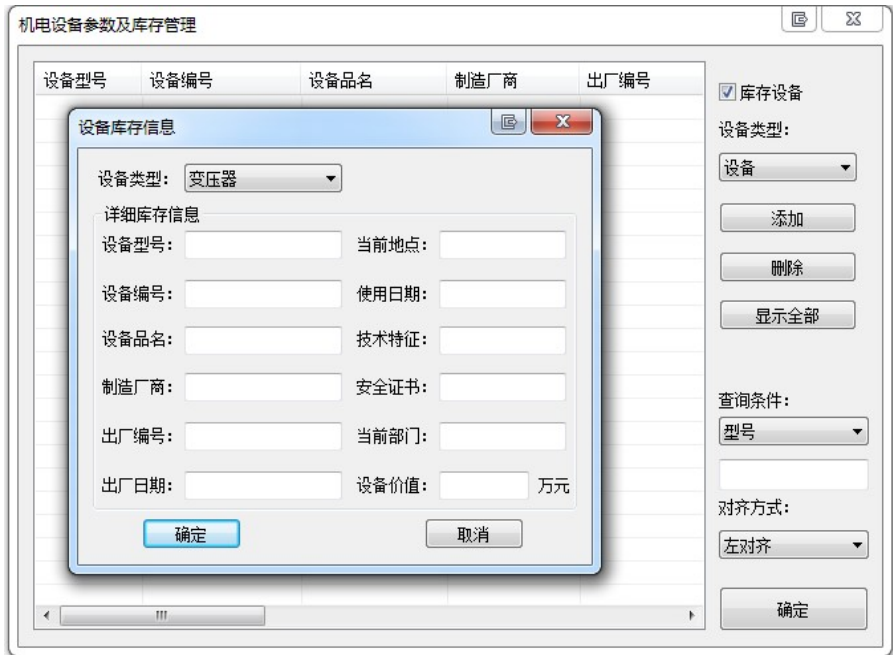 机电设备参数及库存管理
设备型号 设备编号 设备品名 制造厂商 出厂编号
库存设备
设备类型：
设备
添加
删除
显示全部
查询条件：
型号
对齐方式：
左对齐
确定
设备库存信息
设备类型： 变压器
详细库存信息
设备型号： 当前地点：
设备编号： 使用日期：
设备品名： 技术特征：
制造厂商： 安全证书：
出厂编号： 当前部门：
出厂日期： 设备价值： 万元
确定 取消